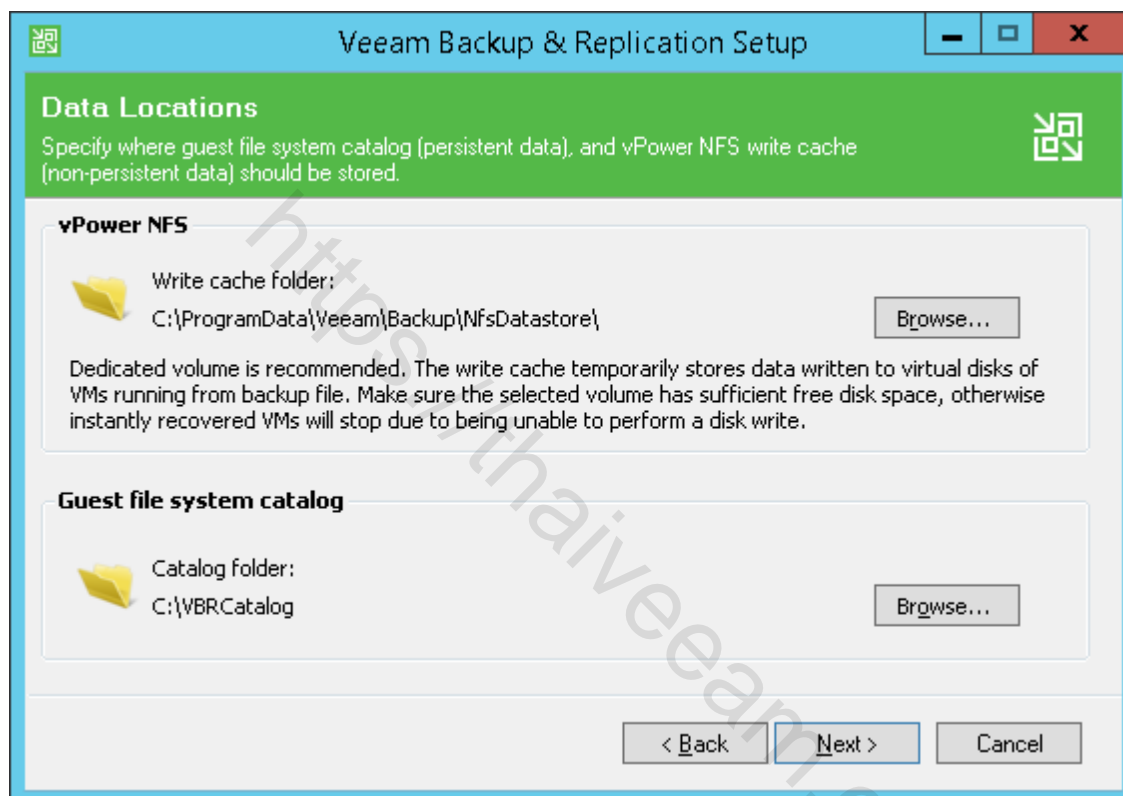 Veeam Backup & Replication Setup
Data Locations
Specify where guest file system catalog (persistent data), and vPower NFS write cache
(non-persistent data) should be stored.
vPower NFS
Write cache folder:
C:\ProgramData\Veeam\Backup\NfsDatastore\
Browse...
Dedicated volume is recommended. The write cache temporarily stores data written to virtual disks of
VMs running from backup file. Make sure the selected volume has sufficient free disk space, otherwise
instantly recovered VMs will stop due to being unable to perform a disk write.
Guest file system catalog
Catalog folder:
C:\VBRCatalog
Browse...
< Back
Next >
Cancel
https://thaiveeam.